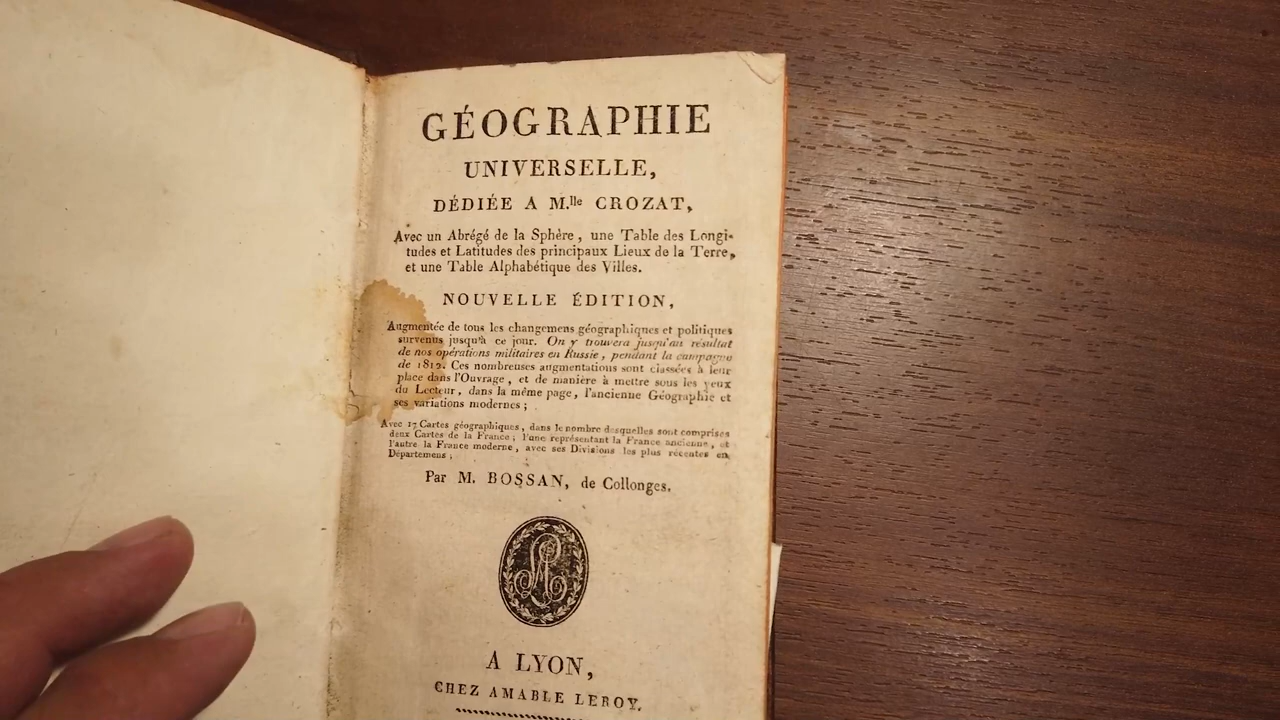 GÉOGRAPHIE
UNIVERSELLE,
DÉDIÉE A M.lle CROZAT,
Avec un Abrégé de la Sphère, une Table des Longi-
tudes et Latitudes des principaux Lieux de la Terre,
et une Table Alphabétique des Villes.
NOUVELLE ÉDITION,
Augmentée de tous les changemens géographiques et politiques
survenus jusqu'à ce jour. On y trouvera jusqu'au résultat
de nos opérations militaires en Russie, pendant la campagne
de 1812. Ces nombreuses augmentations sont classées à leur
place dans l'Ouvrage, et de manière à mettre sous les yeux
du Lecteur, dans la même page, l'ancienne Géographie et
ses variations modernes;
Avec 17 Cartes géographiques, dans le nombre desquelles sont comprises
deux Cartes de la France; l'une représentant la France ancienne, et
l'autre la France moderne, avec ses Divisions les plus récentes en
Départemens;
Par M. BOSSAN, de Collonges.
A LYON,
CHEZ AMABLE LEROY.